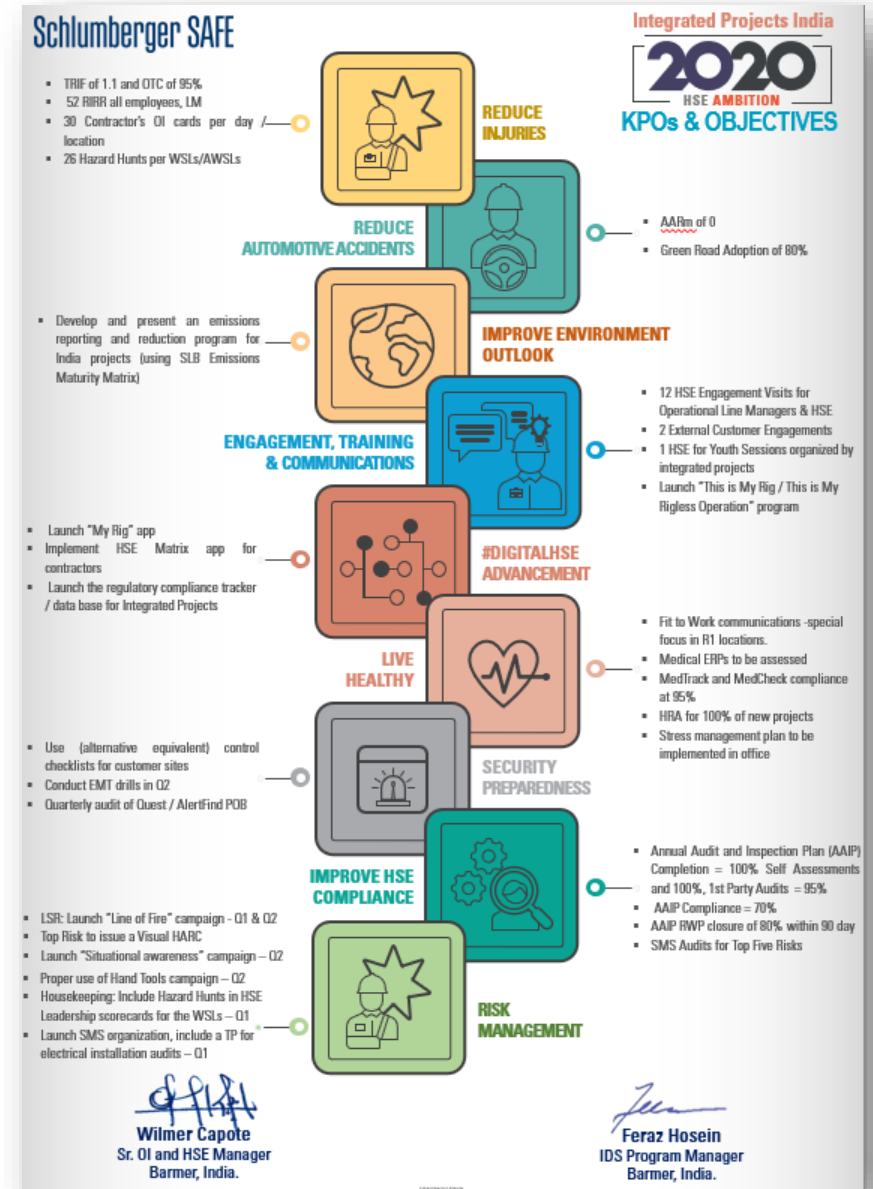 Schlumberger SAFE
Integrated Projects India
2020
HSE AMBITION
KPOs & OBJECTIVES
▪ TRIF of 1.1 and OTC of 95%
▪ 52 RIRR all employees, LM
▪ 30 Contractor's OI cards per day /
location
▪ 26 Hazard Hunts per WSLs/AWSLs
REDUCE
INJURIES
REDUCE
AUTOMOTIVE ACCIDENTS
▪ AARm of 0
▪ Green Road Adoption of 80%
▪ Develop and present an emissions
reporting and reduction program for
India projects (using SLB Emissions
Maturity Matrix)
IMPROVE ENVIRONMENT
OUTLOOK
ENGAGEMENT, TRAINING
& COMMUNICATIONS
▪ 12 HSE Engagement Visits for
Operational Line Managers & HSE
▪ 2 External Customer Engagements
▪ 1 HSE for Youth Sessions organized by
integrated projects
▪ Launch "This is My Rig / This is My
Rigless Operation" program
▪ Launch "My Rig" app
▪ Implement HSE Matrix app for
contractors
▪ Launch the regulatory compliance tracker
/ data base for Integrated Projects
#DIGITALHSE
ADVANCEMENT
LIVE
HEALTHY
▪ Fit to Work communications -special
focus in R1 locations.
▪ Medical ERPs to be assessed
▪ MedTrack and MedCheck compliance
at 95%
▪ HRA for 100% of new projects
▪ Stress management plan to be
implemented in office
▪ Use (alternative equivalent) control
checklists for customer sites
▪ Conduct EMT drills in Q2
▪ Quarterly audit of Quest / AlertFind POB
SECURITY
PREPAREDNESS
IMPROVE HSE
COMPLIANCE
▪ Annual Audit and Inspection Plan (AAIP)
Completion = 100% Self Assessments
and 100%, 1st Party Audits = 95%
▪ AAIP Compliance = 70%
▪ AAIP RWP closure of 80% within 90 day
▪ SMS Audits for Top Five Risks
▪ LSR: Launch "Line of Fire" campaign - Q1 & Q2
▪ Top Risk to issue a Visual HARC
▪ Launch "Situational awareness" campaign – Q2
▪ Proper use of Hand Tools campaign – Q2
▪ Housekeeping: Include Hazard Hunts in HSE
Leadership scorecards for the WSLs – Q1
▪ Launch SMS organization, include a TP for
electrical installation audits – Q1
RISK
MANAGEMENT
Wilmer Capote
Sr. OI and HSE Manager
Barmer, India.
Feraz Hosein
IDS Program Manager
Barmer, India.